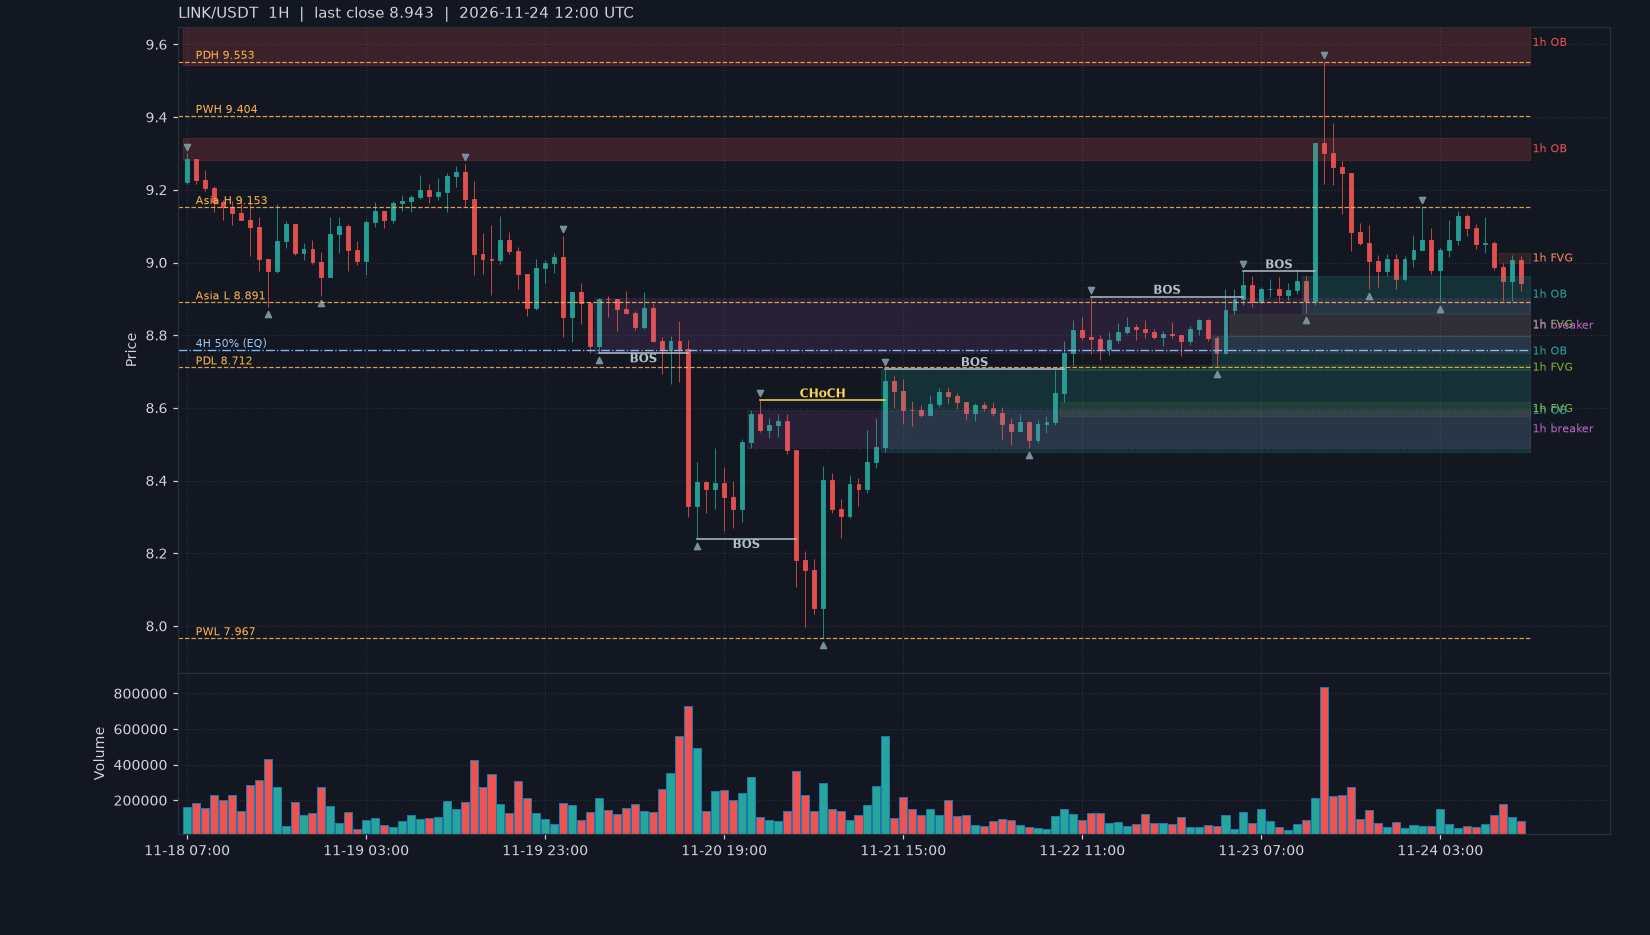 LINK/USDT 1H | last close 8.943 | 2026-11-24 12:00 UTC
9.6
PDH 9.553
1h OB
9.4
PWH 9.404
1h OB
9.2
Asia H 9.153
9.0
BOS
1h FVG
Asia L 8.891
BOS
1h OB
8.8
1h FVG
1h breaker
4H 50% (EQ)
1h OB
Price
PDL 8.712
BOS
BOS
1h FVG
8.6
CHoCH
1h FVG
1h OB
1h breaker
8.4
8.2
BOS
8.0
PWL 7.967
Volume
800000
600000
400000
200000
11-18 07:00
11-19 03:00
11-19 23:00
11-20 19:00
11-21 15:00
11-22 11:00
11-23 07:00
11-24 03:00